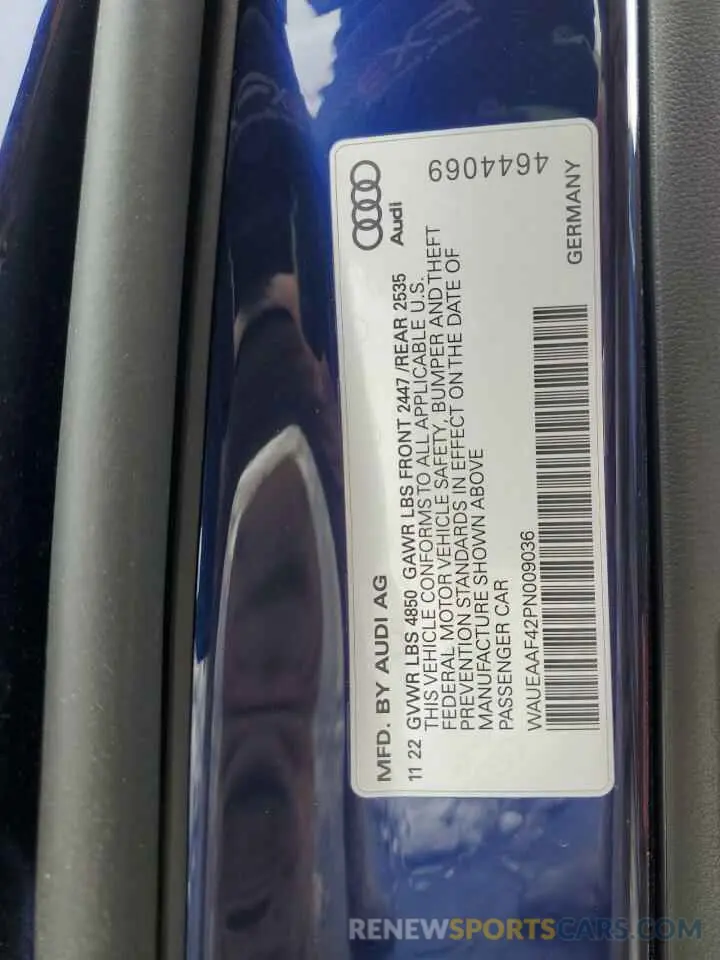 MFD. BY AUDI AG
Audi
4644069
11 22 GVWR LBS 4850 GAWR LBS FRONT 2447 /REAR 2535
THIS VEHICLE CONFORMS TO ALL APPLICABLE U.S.
FEDERAL MOTOR VEHICLE SAFETY, BUMPER AND THEFT
PREVENTION STANDARDS IN EFFECT ON THE DATE OF
MANUFACTURE SHOWN ABOVE
PASSENGER CAR
WAUEAAF42PN009036
GERMANY
RENEWSPORTSCARS.COM